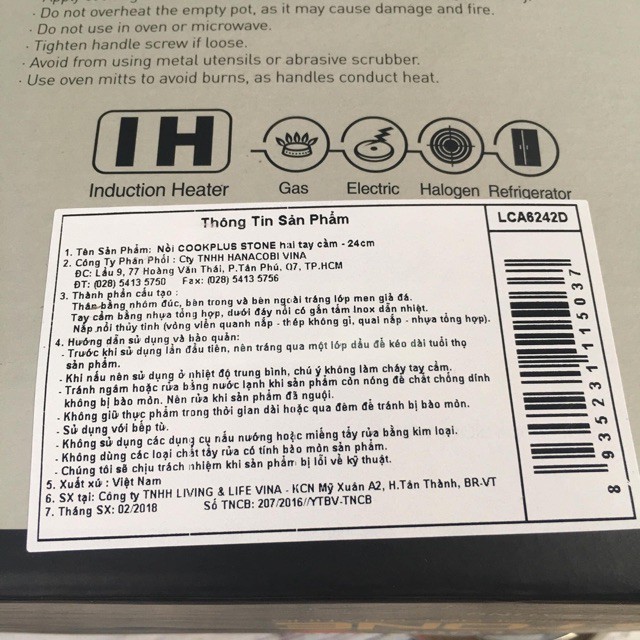 · Do not overheat the empty pot, as it may cause damage and fire.
· Do not use in oven or microwave.
· Tighten handle screw if loose.
· Avoid from using metal utensils or abrasive scrubber.
· Use oven mitts to avoid burns, as handles conduct heat.
IH
Induction Heater Gas Electric Halogen Refrigerator
Thông Tin Sản Phẩm
LCA6242D
1. Tên Sản Phẩm: Nồi COOKPLUS STONE hai tay cầm - 24cm
2. Công Ty Phân Phối : Cty TNHH HANACOBI VINA
ĐC: Lầu 9, 77 Hoàng Văn Thái, P.Tân Phú, Q7, TP.HCM
ĐT: (028) 5413 5750 Fax: (028) 5413 5756
3. Thành phần cấu tạo :
Thân bằng nhôm đúc, bên trong và bên ngoài tráng lớp men giả đá.
Tay cầm bằng nhựa tổng hợp, dưới đáy nồi có gắn tấm Inox dẫn nhiệt.
Nắp nồi thủy tinh (vòng viền quanh nắp - thép không gỉ, quai nắp - nhựa tổng hợp).
4. Hướng dẫn sử dụng và bảo quản:
- Trước khi sử dụng lần đầu tiên, nên tráng qua một lớp dầu để kéo dài tuổi thọ
sản phẩm.
- Khi nấu nên sử dụng ở nhiệt độ trung bình, chú ý không làm cháy tay cầm.
- Tránh ngâm hoặc rửa bằng nước lạnh khi sản phẩm còn nóng để chất chống dính
không bị bào mòn. Nên rửa khi sản phẩm đã nguội.
- Không giữ thực phẩm trong thời gian dài hoặc qua đêm để tránh bị bào mòn.
- Sử dụng với bếp từ.
- Không sử dụng các dụng cụ nấu nướng hoặc miếng tẩy rửa bằng kim loại.
- Không dùng các loại chất tẩy rửa có tính bào mòn sản phẩm.
- Chúng tôi sẽ chịu trách nhiệm khi sản phẩm bị lỗi về kỹ thuật.
5. Xuất xứ : Việt Nam
6. SX tại: Công ty TNHH LIVING & LIFE VINA - KCN Mỹ Xuân A2, H.Tân Thành, BR-VT
7. Tháng SX: 02/2018 Số TNCB: 207/2016//YTBV-TNCB
8 935231 115037